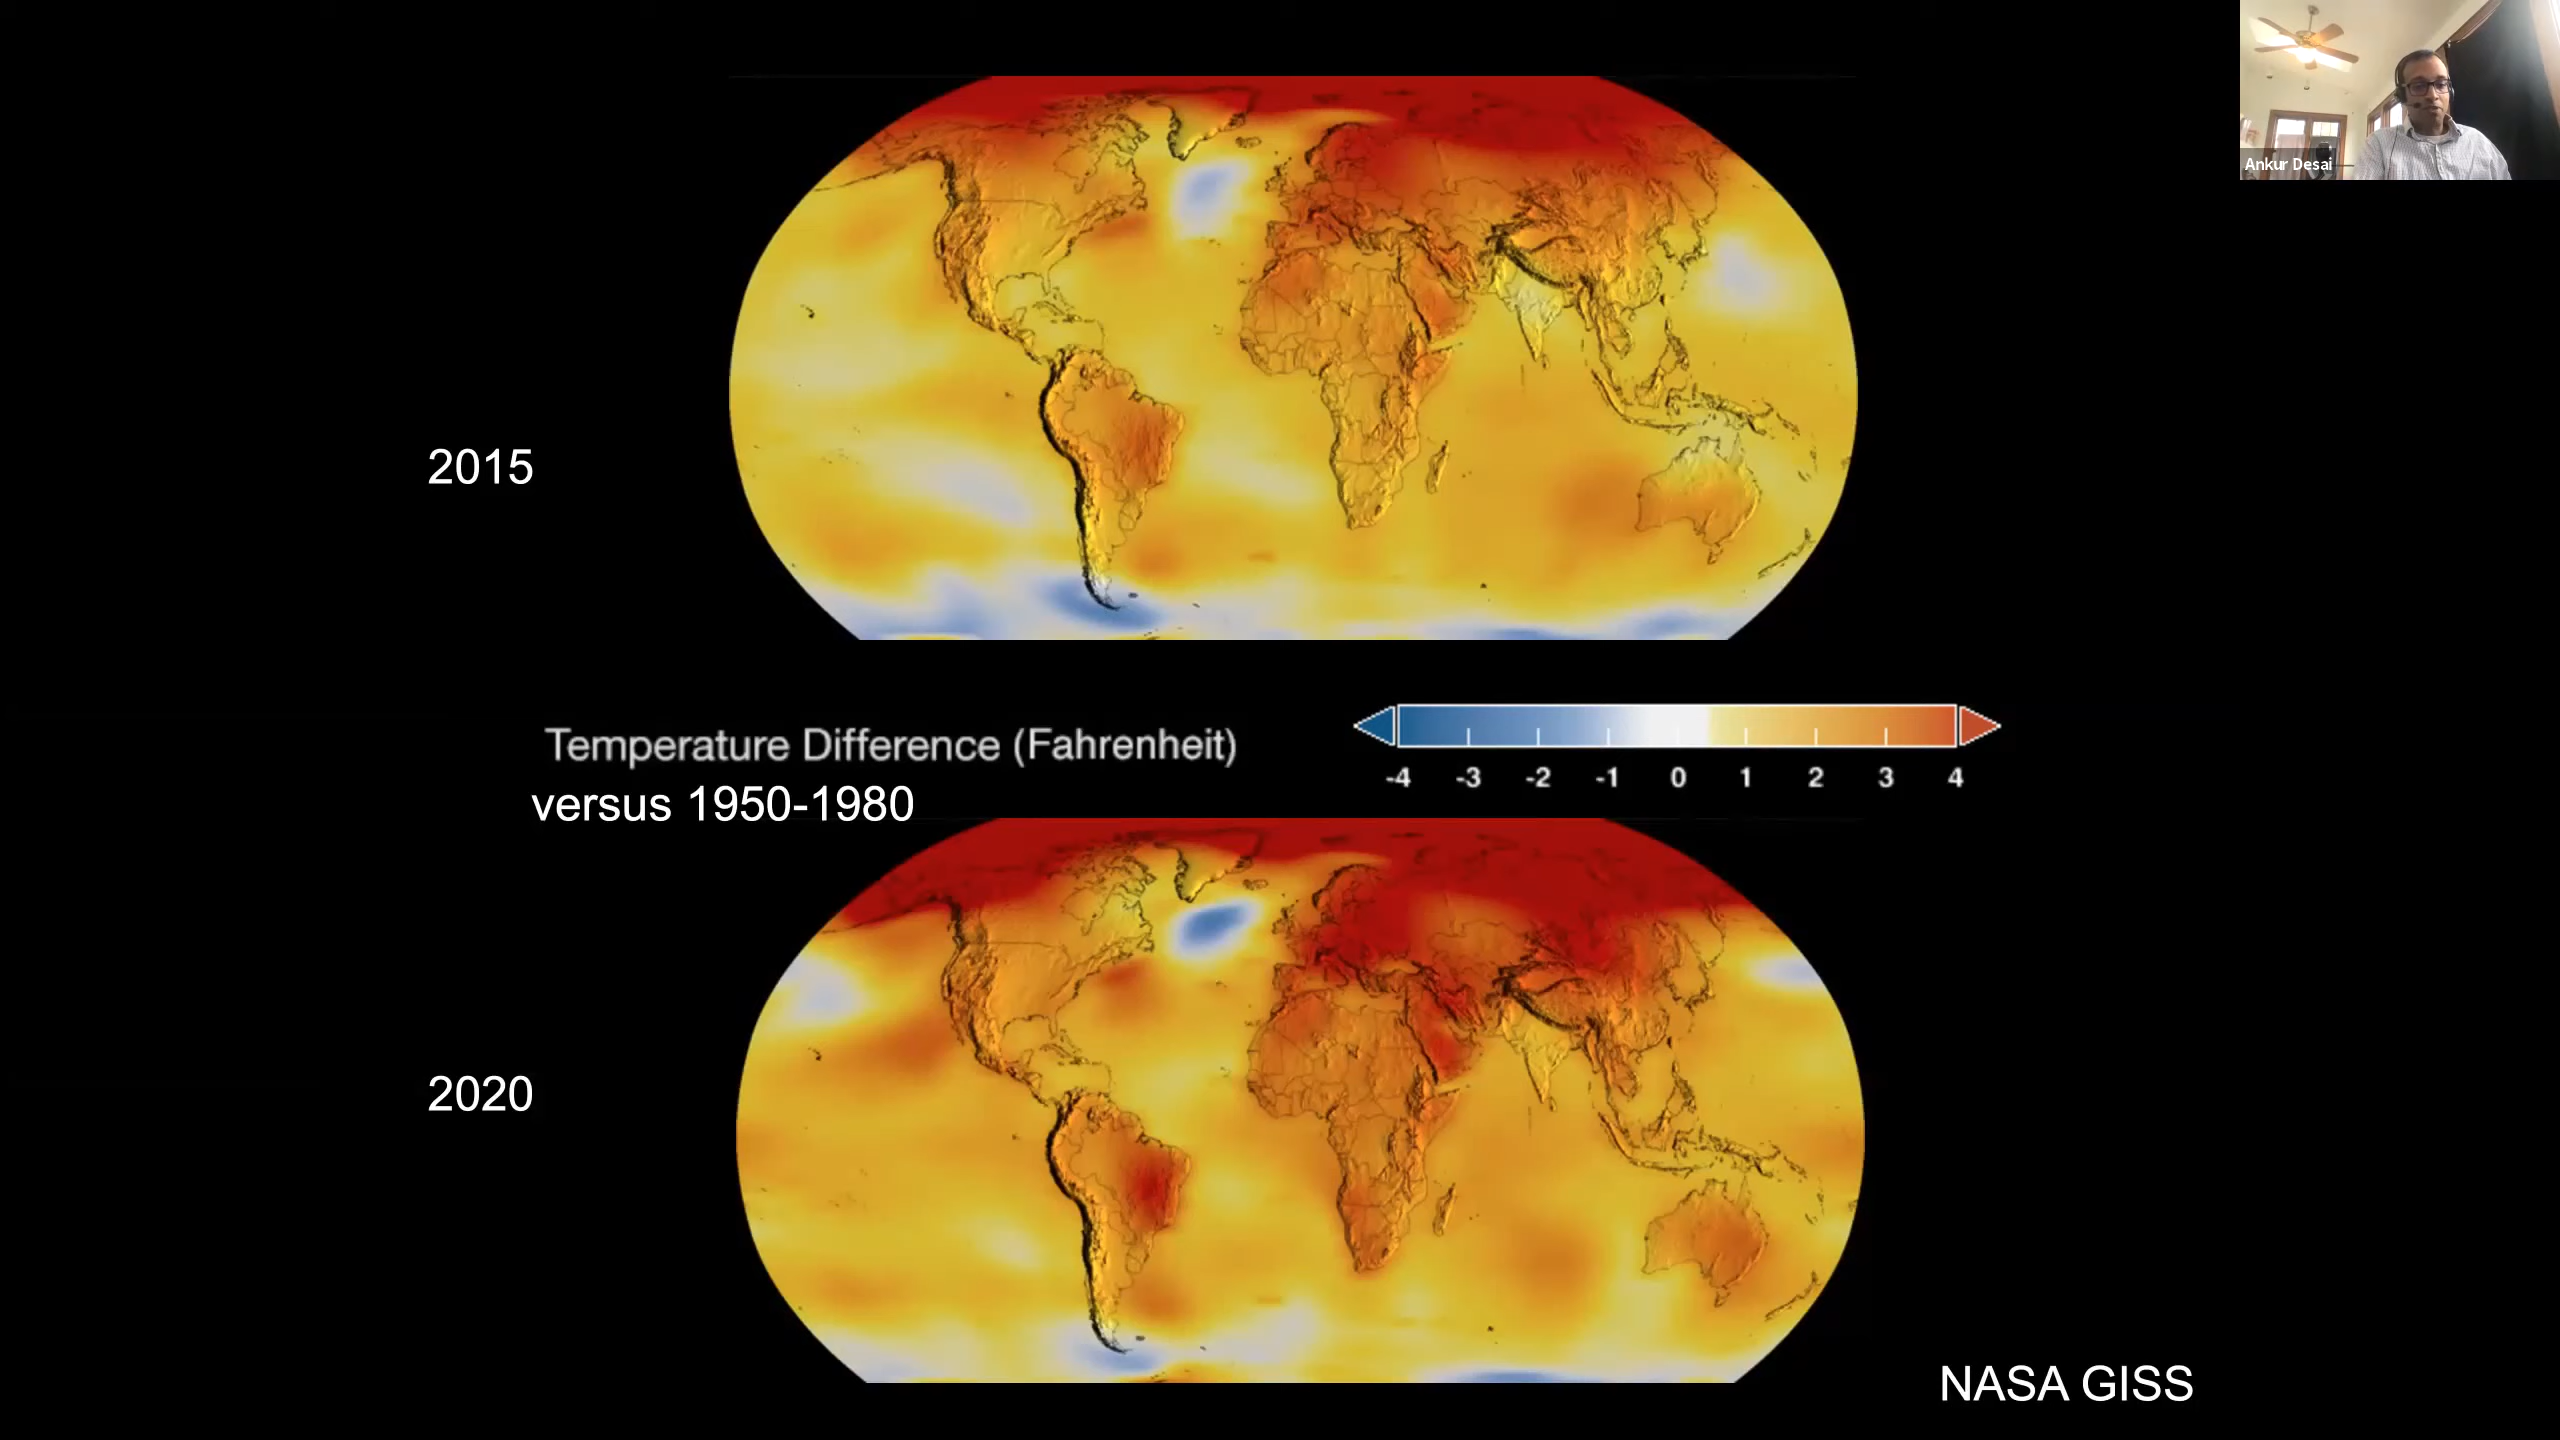 Ankur Desai
2015
Temperature Difference (Fahrenheit)
-4 -3 -2 -1 0 1 2 3 4
versus 1950-1980
2020
NASA GISS